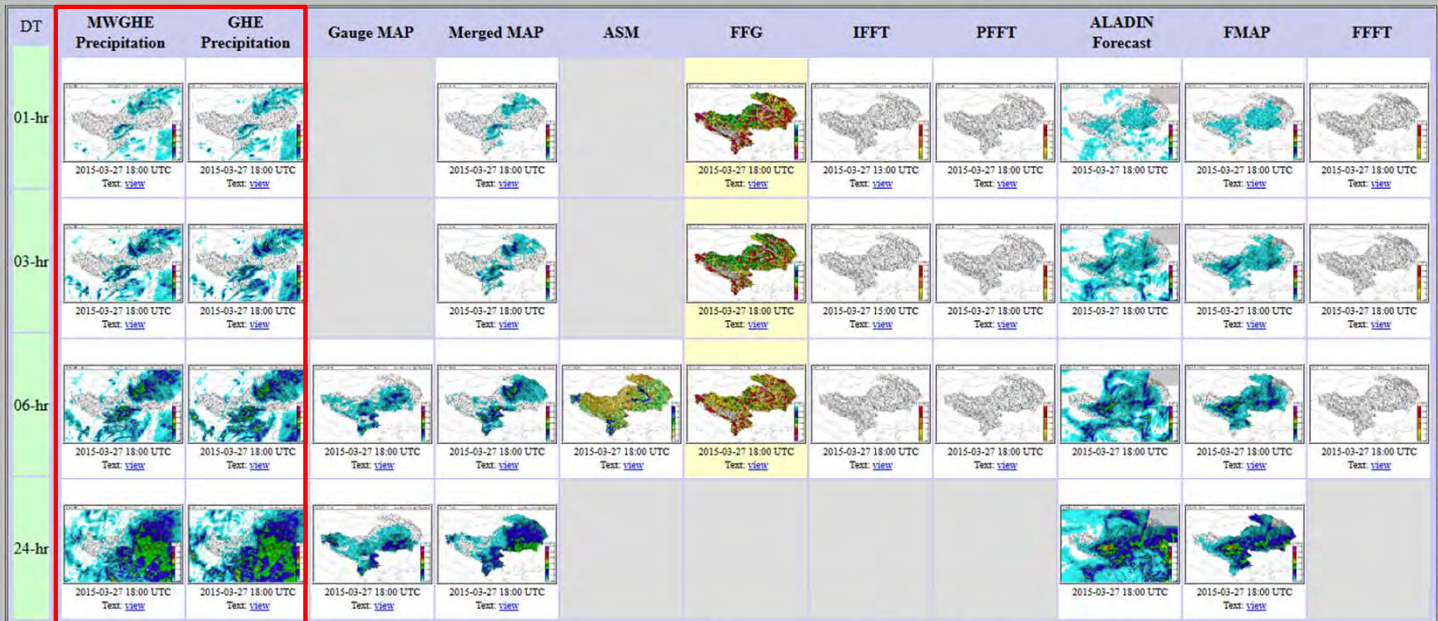 DT MWGHE Precipitation GHE Precipitation Gauge MAP Merged MAP ASM FFG IFFT PFFT ALADIN Forecast FMAP FFFT
01-hr
2015-03-27 18:00 UTC 2015-03-27 18:00 UTC 2015-03-27 18:00 UTC 2015-03-27 18:00 UTC 2015-03-27 13:00 UTC 2015-03-27 18:00 UTC 2015-03-27 18:00 UTC 2015-03-27 18:00 UTC 2015-03-27 18:00 UTC
Text: view Text: view Text: view Text: view Text: view Text: view Text: view Text: view
03-hr
2015-03-27 18:00 UTC 2015-03-27 18:00 UTC 2015-03-27 18:00 UTC 2015-03-27 18:00 UTC 2015-03-27 15:00 UTC 2015-03-27 18:00 UTC 2015-03-27 18:00 UTC 2015-03-27 18:00 UTC 2015-03-27 18:00 UTC
Text: view Text: view Text: view Text: view Text: view Text: view Text: view Text: view
06-hr
2015-03-27 18:00 UTC 2015-03-27 18:00 UTC 2015-03-27 18:00 UTC 2015-03-27 18:00 UTC 2015-03-27 18:00 UTC 2015-03-27 18:00 UTC 2015-03-27 18:00 UTC 2015-03-27 18:00 UTC 2015-03-27 18:00 UTC 2015-03-27 18:00 UTC 2015-03-27 18:00 UTC
Text: view Text: view Text: view Text: view Text: view Text: view Text: view Text: view Text: view Text: view
24-hr
2015-03-27 18:00 UTC 2015-03-27 18:00 UTC 2015-03-27 18:00 UTC 2015-03-27 18:00 UTC 2015-03-27 18:00 UTC 2015-03-27 18:00 UTC
Text: view Text: view Text: view Text: view Text: view